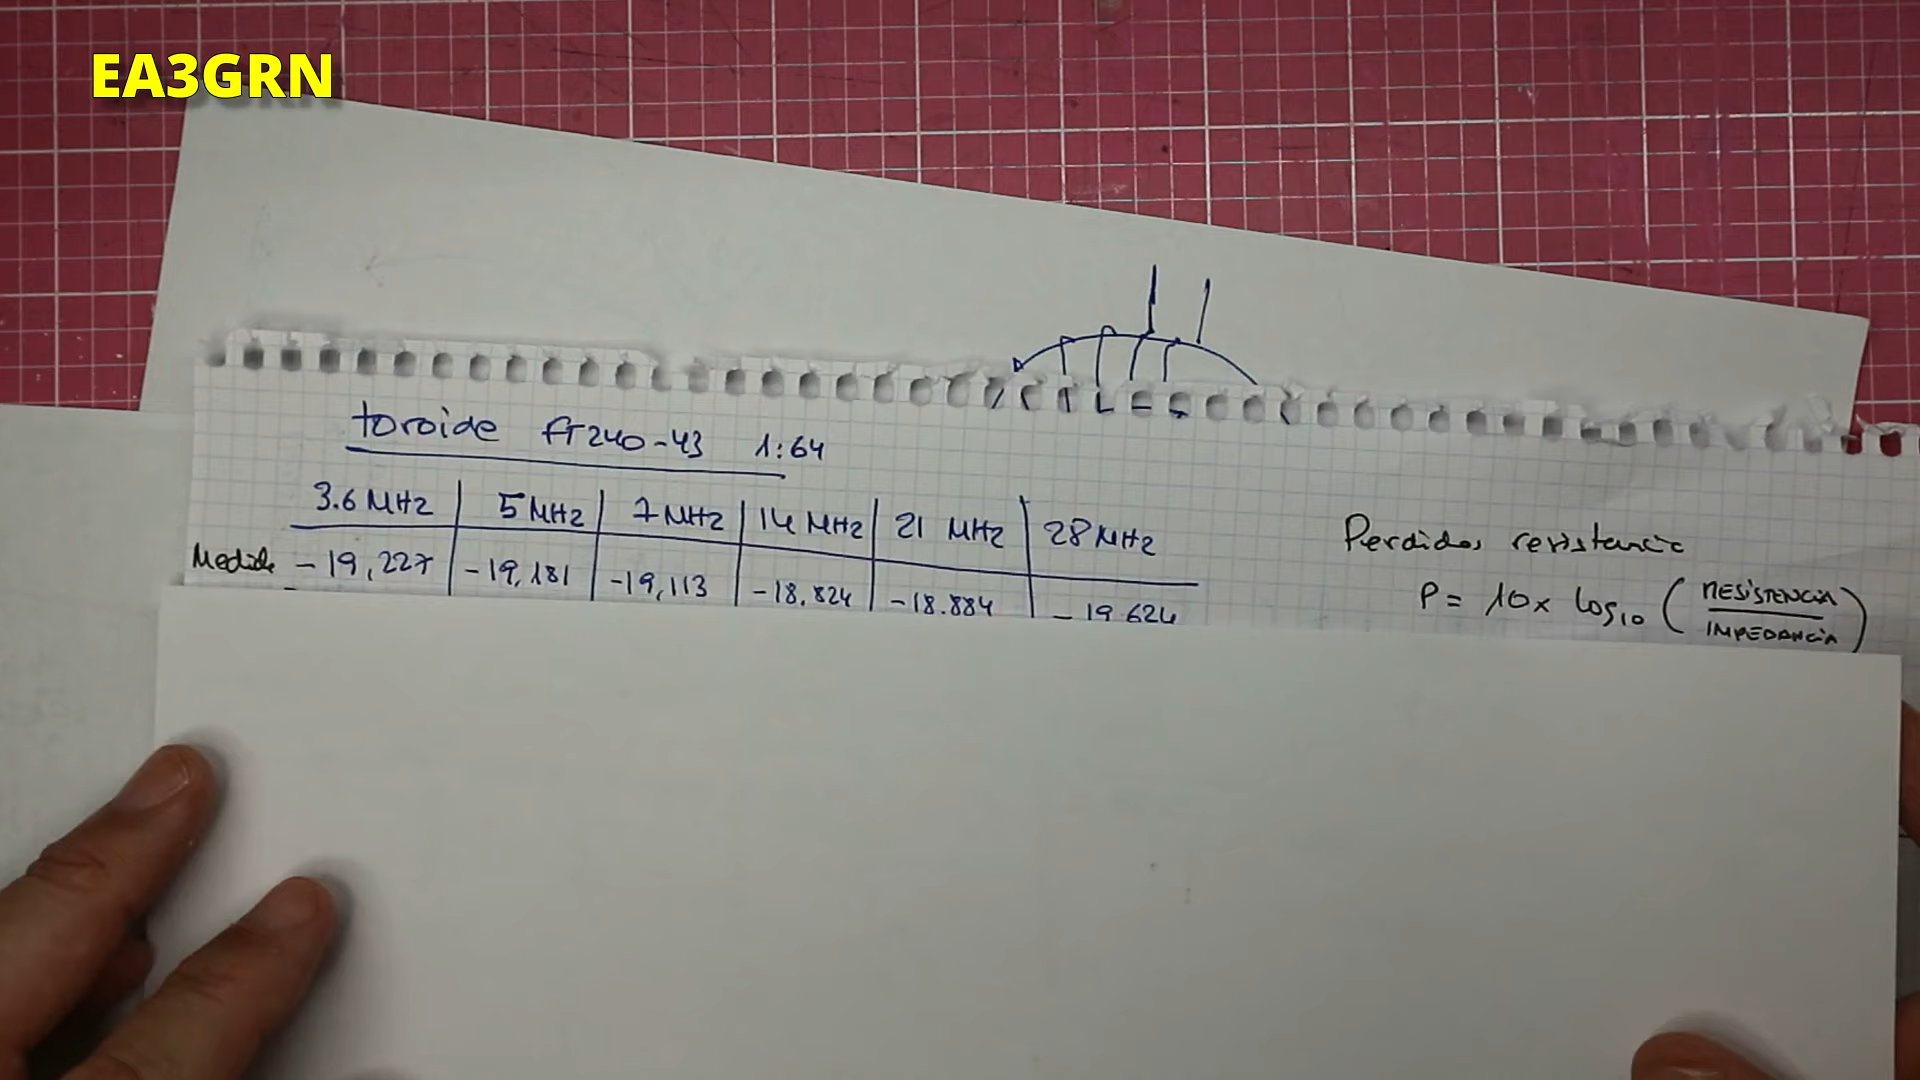 EA3GRN
toroide FT240-43 1:64
3.6 MHz 5 MHz 7 MHz 14 MHz 21 MHz 28 MHz
Medida -19,227 -19,181 -19,113 -18.824 -18.884 -19 624
Perdidas resistencia
P = 10x log10 (RESISTENCIA
IMPEDANCIA)